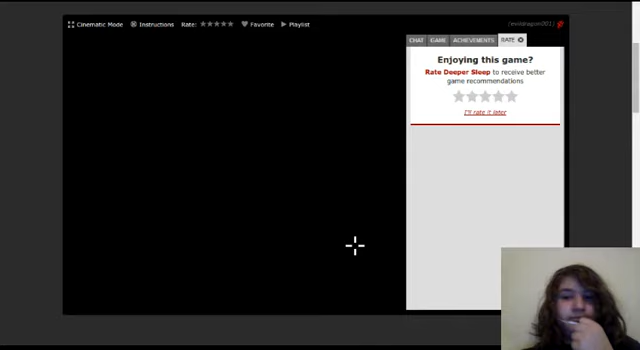 Cinematic Mode Instructions Rate: Favorite Playlist
CHAT GAME ACHIEVEMENTS RATE
Enjoying this game?
Rate Deeper Sleep to receive better
game recommendations
I'll rate it later